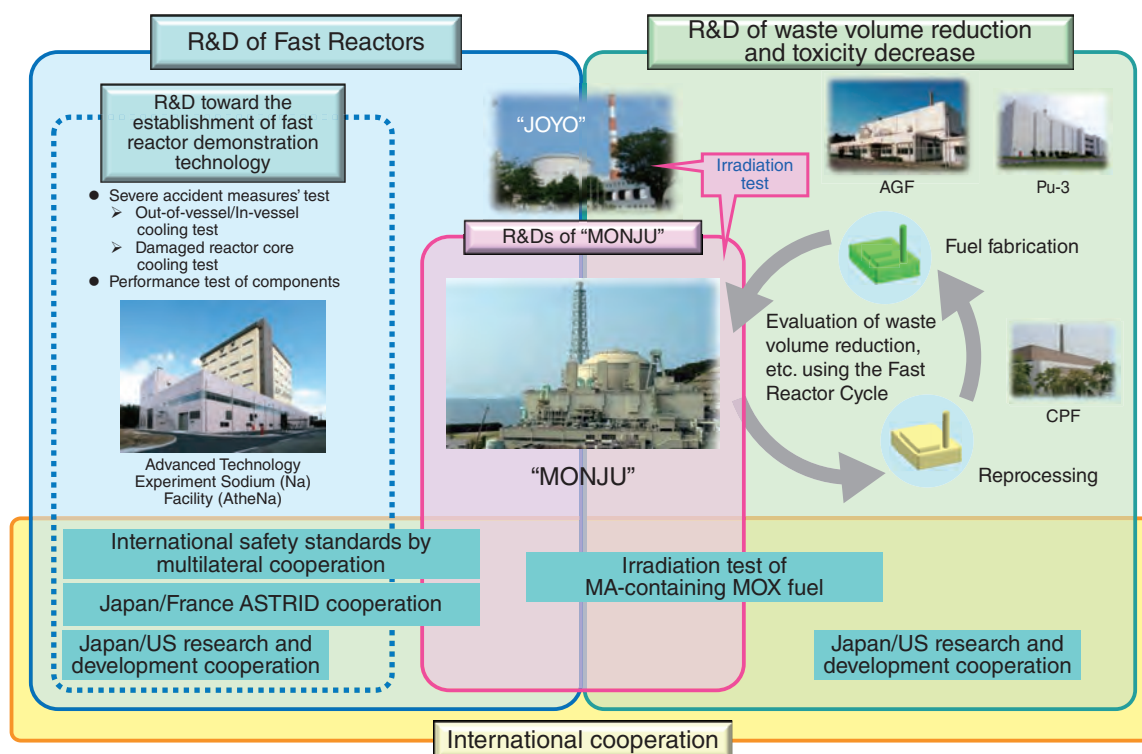 R&D of Fast Reactors
R&D of waste volume reduction
and toxicity decrease
R&D toward the
establishment of fast
reactor demonstration
technology
● Severe accident measures' test
➢ Out-of-vessel/In-vessel
cooling test
➢ Damaged reactor core
cooling test
● Performance test of components
Advanced Technology
Experiment Sodium (Na)
Facility (AtheNa)
“JOYO”
Irradiation
test
R&Ds of “MONJU”
“MONJU”
AGF
Pu-3
Fuel fabrication
Evaluation of waste
volume reduction,
etc. using the Fast
Reactor Cycle
CPF
Reprocessing
International safety standards by
multilateral cooperation
Japan/France ASTRID cooperation
Japan/US research and
development cooperation
Irradiation test of
MA-containing MOX fuel
Japan/US research and
development cooperation
International cooperation